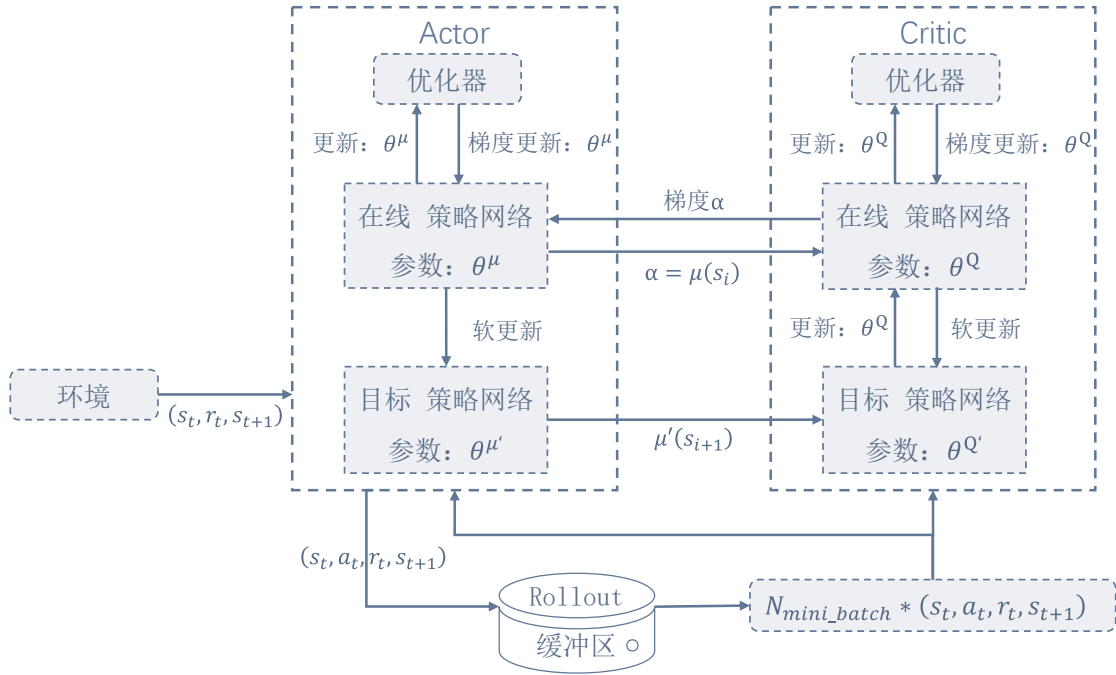 Actor
优化器
更新：θ^μ
梯度更新：θ^μ
在线 策略网络
参数：θ^μ
软更新
目标 策略网络
参数：θ^μ‘
Critic
优化器
更新：θ^Q
梯度更新：θ^Q
在线 策略网络
参数：θ^Q
更新：θ^Q
软更新
目标 策略网络
参数：θ^Q‘
梯度α
α = μ(s_i)
μ′(s_{i+1})
环境
(s_t, r_t, s_{t+1})
(s_t, a_t, r_t, s_{t+1})
Rollout
缓冲区 。
N_{mini_batch} * (s_t, a_t, r_t, s_{t+1})